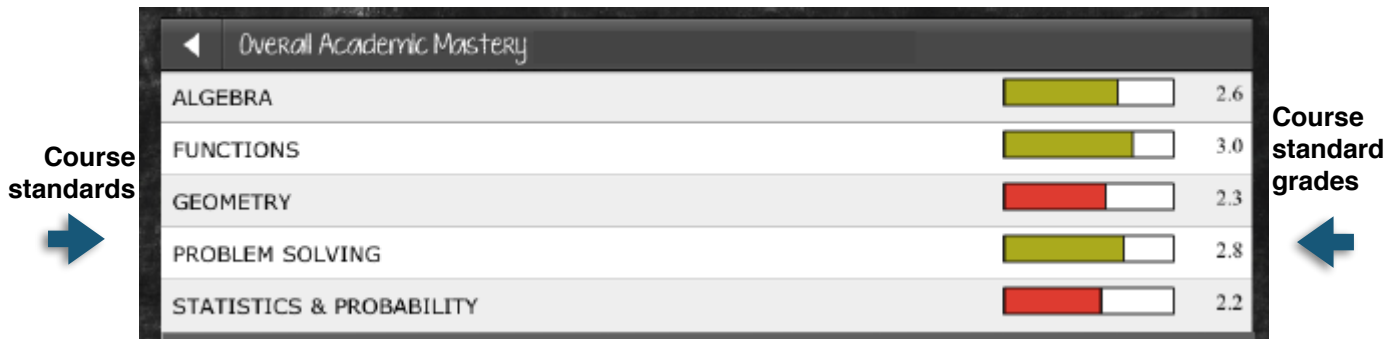 Overall Academic Mastery
ALGEBRA 2.6
FUNCTIONS 3.0
GEOMETRY 2.3
PROBLEM SOLVING 2.8
STATISTICS & PROBABILITY 2.2
Course
standards
Course
standard
grades